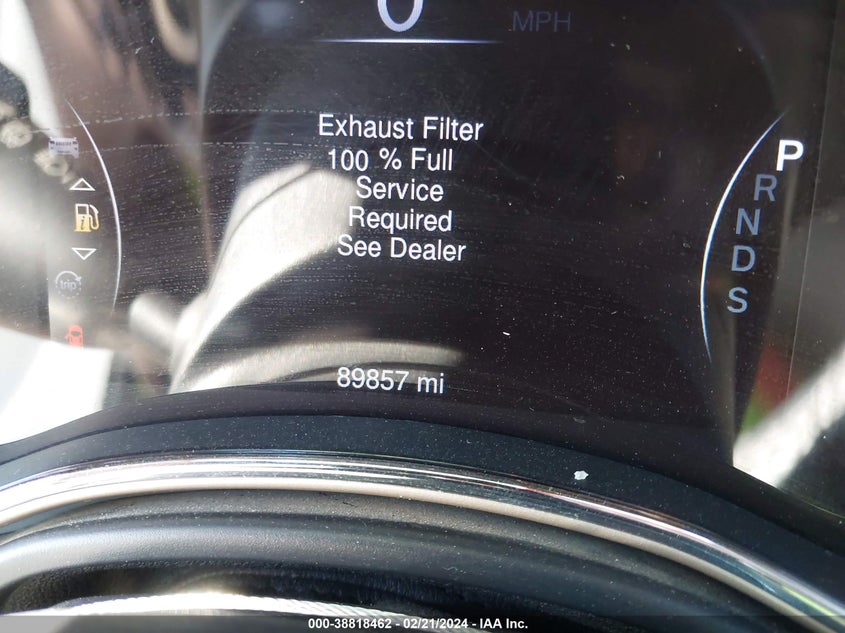 0 MPH
Exhaust Filter
100 % Full
Service
Required
See Dealer
P
R
N
D
S
trip
89857 mi
000-38818462 - 02/21/2024 - IAA Inc.